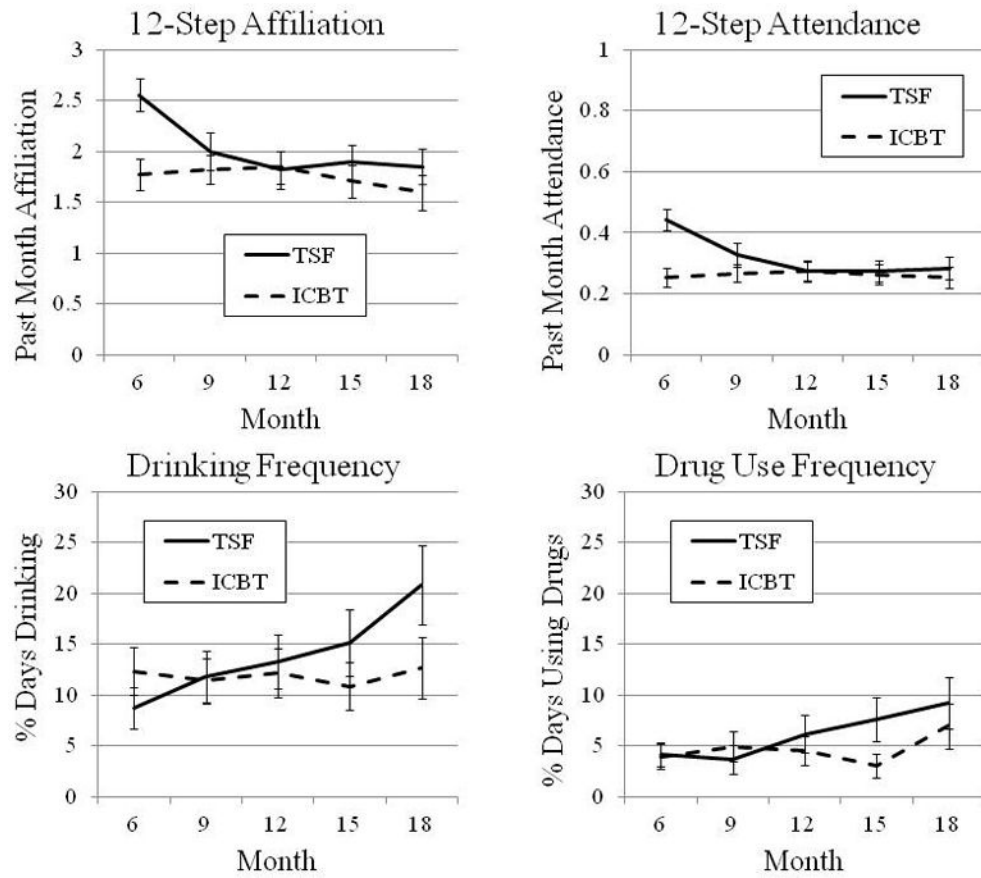 12-Step Affiliation
Past Month Affiliation
3
2.5
2
1.5
1
0.5
0
TSF
ICBT
6 9 12 15 18
Month
12-Step Attendance
Past Month Attendance
1
0.8
0.6
0.4
0.2
0
TSF
ICBT
6 9 12 15 18
Month
Drinking Frequency
% Days Drinking
30
25
20
15
10
5
0
TSF
ICBT
6 9 12 15 18
Month
Drug Use Frequency
% Days Using Drugs
30
25
20
15
10
5
0
TSF
ICBT
6 9 12 15 18
Month